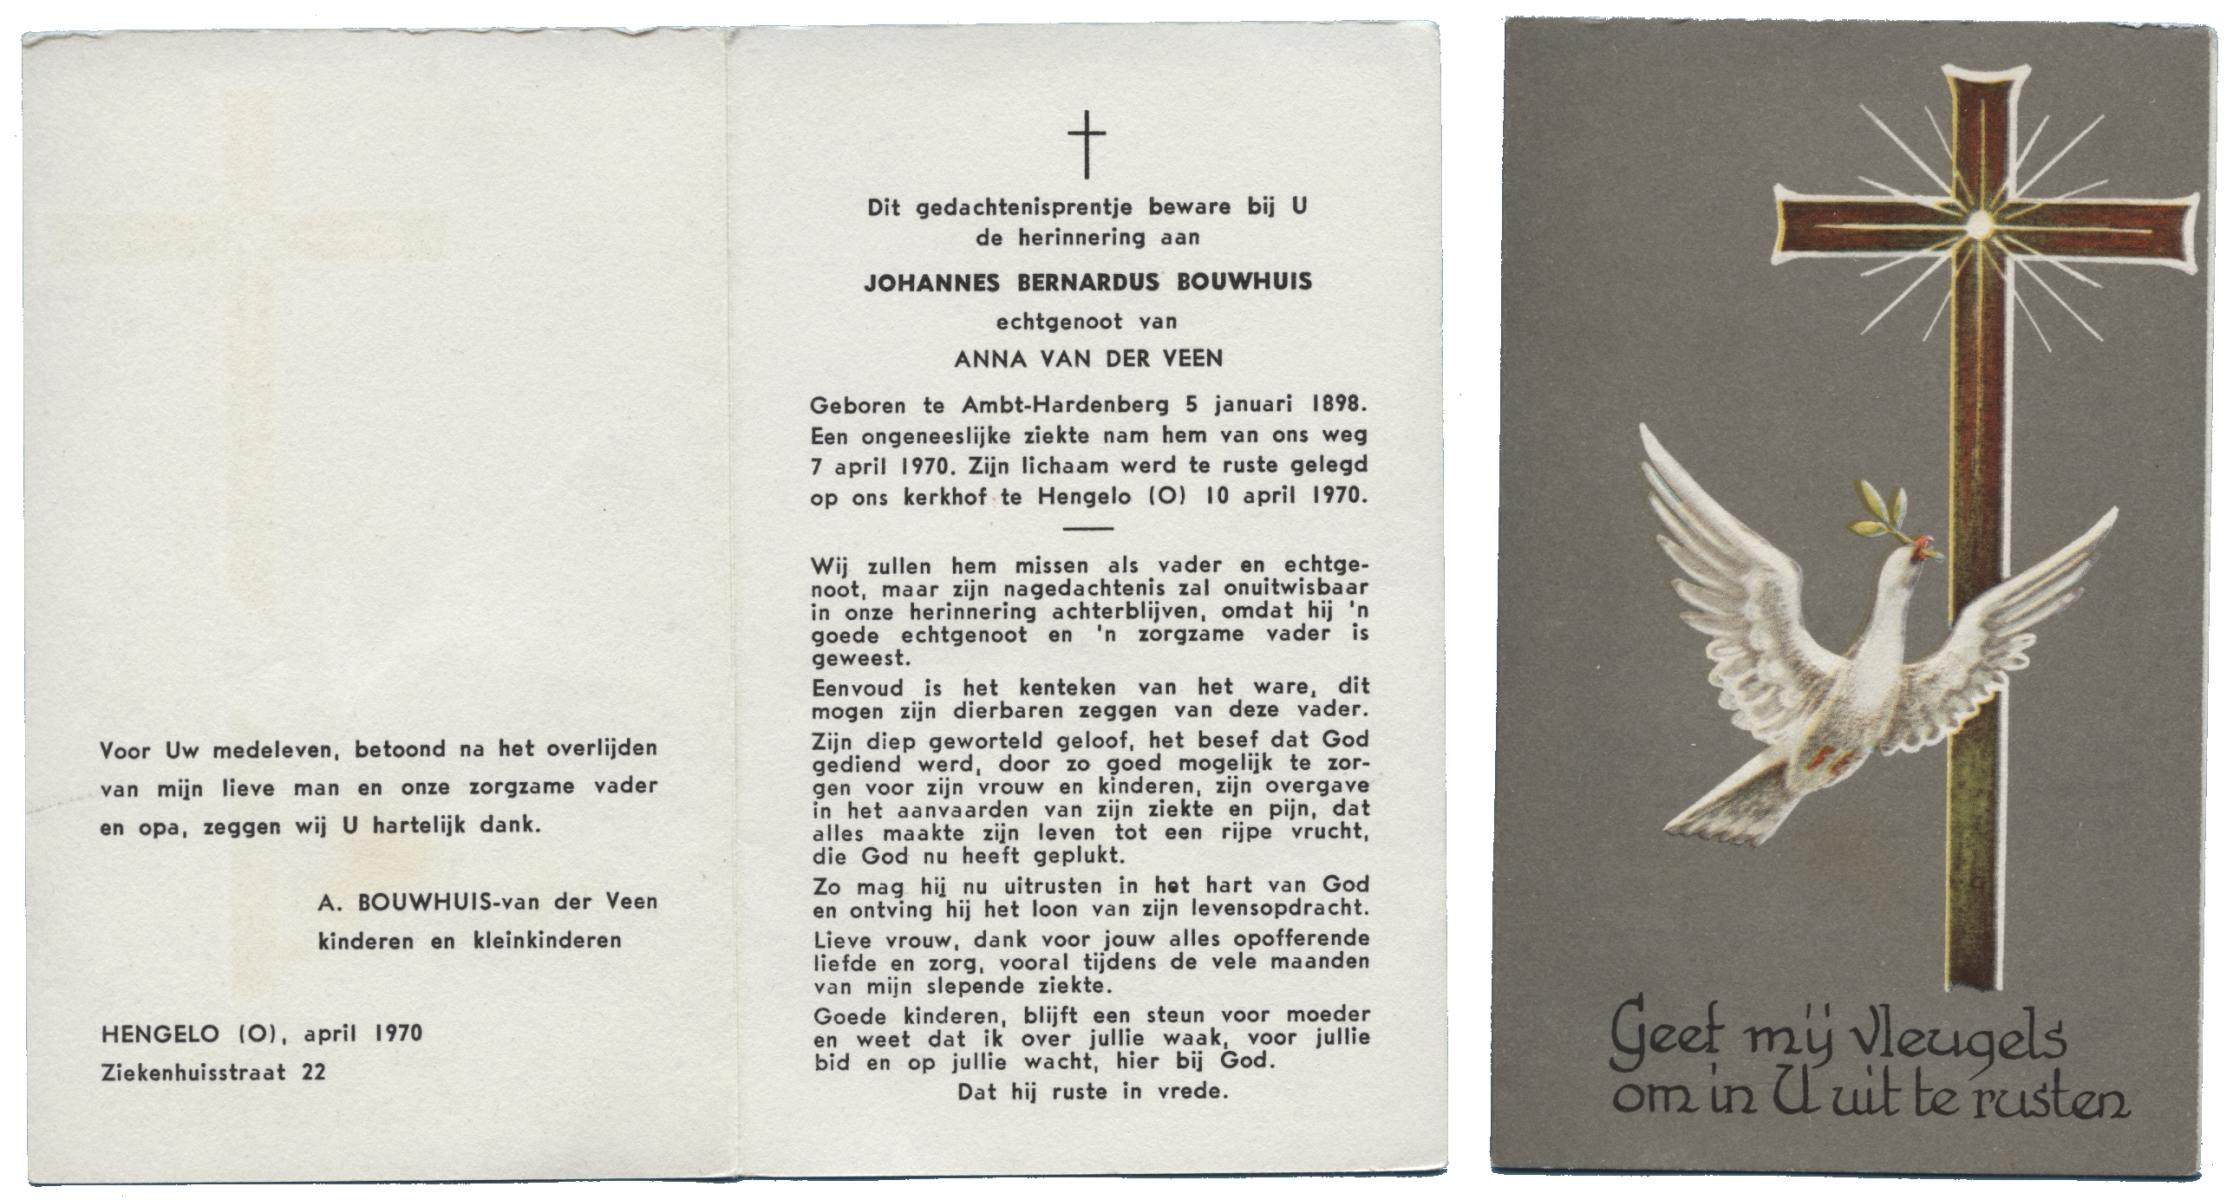 Voor Uw medeleven, betoond na het overlijden
van mijn lieve man en onze zorgzame vader
en opa, zeggen wij U hartelijk dank.
A. BOUWHUIS-van der Veen
kinderen en kleinkinderen
HENGELO (O), april 1970
Ziekenhuisstraat 22
Dit gedachtenisprentje beware bij U
de herinnering aan
JOHANNES BERNARDUS BOUWHUIS
echtgenoot van
ANNA VAN DER VEEN
Geboren te Ambt-Hardenberg 5 januari 1898.
Een ongeneeslijke ziekte nam hem van ons weg
7 april 1970. Zijn lichaam werd te ruste gelegd
op ons kerkhof te Hengelo (O) 10 april 1970.
Wij zullen hem missen als vader en echtge-
noot, maar zijn nagedachtenis zal onuitwisbaar
in onze herinnering achterblijven, omdat hij 'n
goede echtgenoot en 'n zorgzame vader is
geweest.
Eenvoud is het kenteken van het ware, dit
mogen zijn dierbaren zeggen van deze vader.
Zijn diep geworteld geloof, het besef dat God
gediend werd, door zo goed mogelijk te zor-
gen voor zijn vrouw en kinderen, zijn overgave
in het aanvaarden van zijn ziekte en pijn, dat
alles maakte zijn leven tot een rijpe vrucht,
die God nu heeft geplukt.
Zo mag hij nu uitrusten in het hart van God
en ontving hij het loon van zijn levensopdracht.
Lieve vrouw, dank voor jouw alles opofferende
liefde en zorg, vooral tijdens de vele maanden
van mijn slepende ziekte.
Goede kinderen, blijft een steun voor moeder
en weet dat ik over jullie waak, voor jullie
bid en op jullie wacht, hier bij God.
Dat hij ruste in vrede.
Geef mij vleugels
om in U uit te rusten